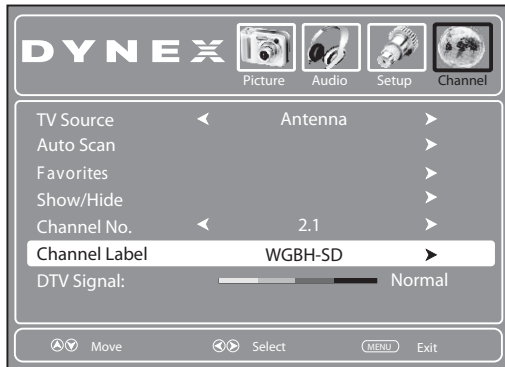 DYNEX
Picture Audio Setup Channel
TV Source Antenna
Auto Scan
Favorites
Show/Hide
Channel No. 2.1
Channel Label WGBH-SD
DTV Signal: Normal
Move Select MENU Exit